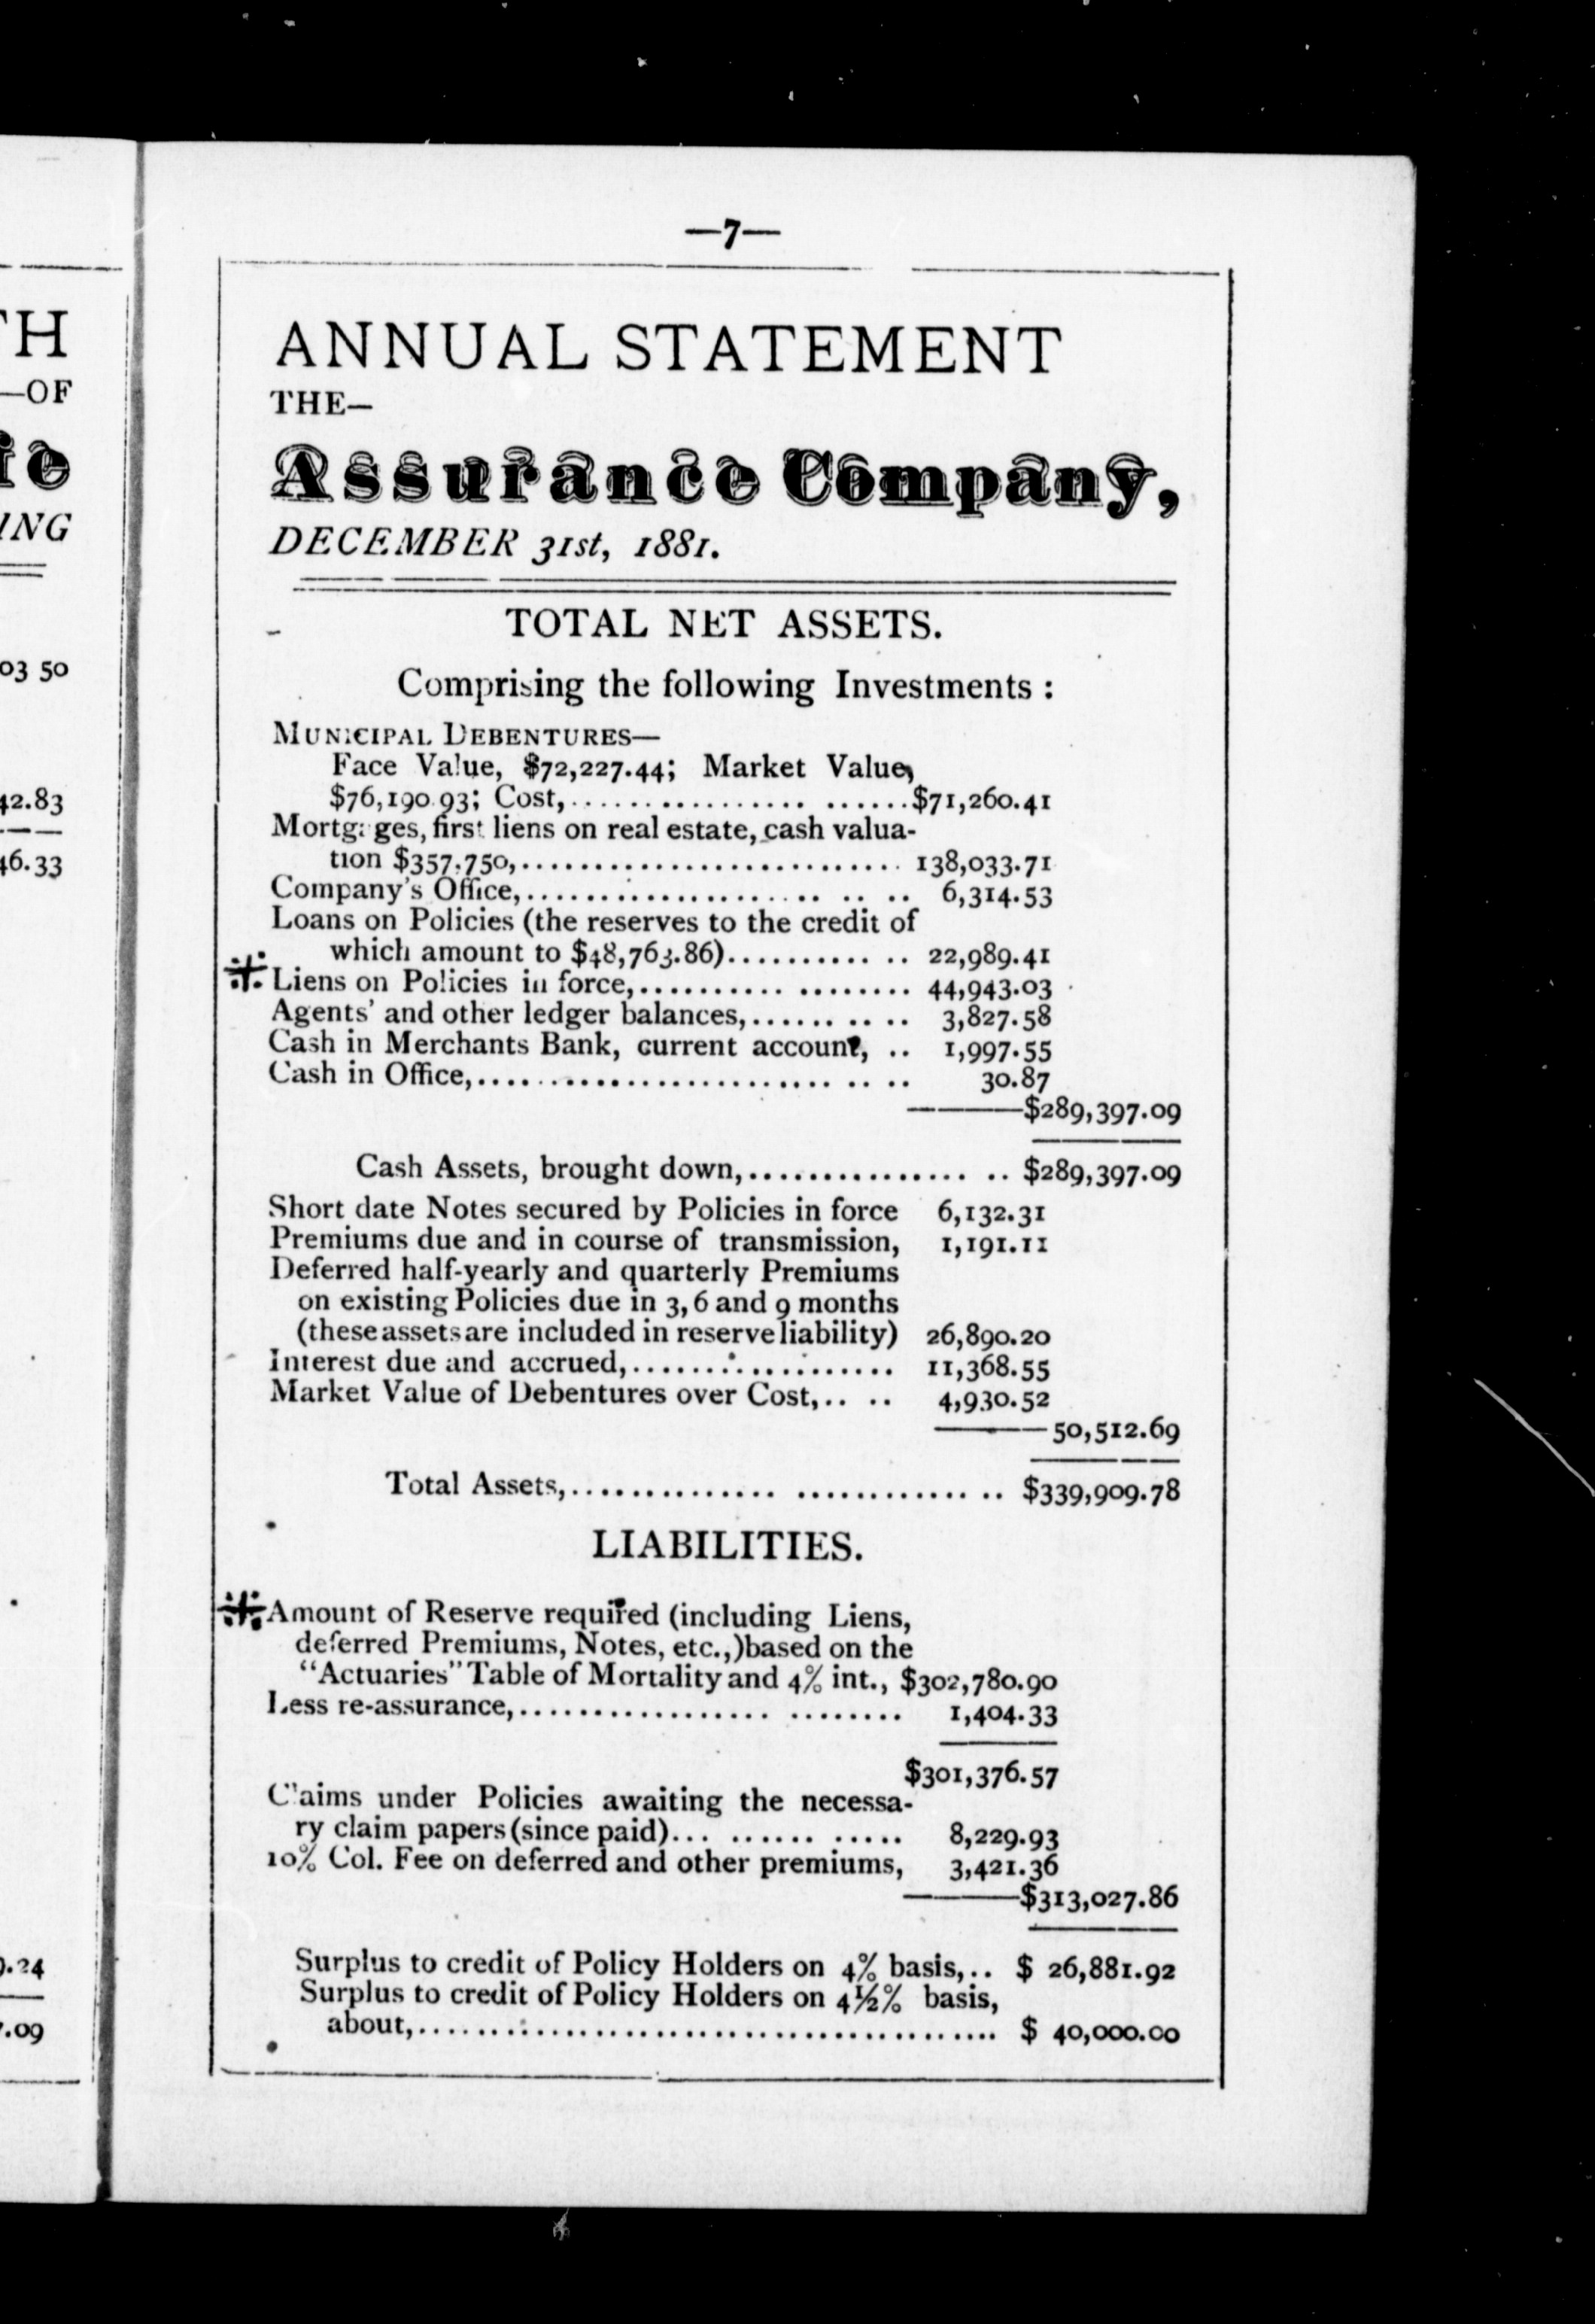 —7—
ANNUAL STATEMENT
THE—
Assurance Company,
DECEMBER 31st, 1881.
TOTAL NET ASSETS.
Comprising the following Investments :
MUNICIPAL DEBENTURES—
Face Value, $72,227.44; Market Value,
$76,190.93; Cost,.......................$71,260.41
Mortgages, first liens on real estate, cash valua-
tion $357,750,............................ 138,033.71
Company's Office,........................ 6,314.53
Loans on Policies (the reserves to the credit of
which amount to $48,763.86)............ 22,989.41
Liens on Policies in force,.................. 44,943.03
Agents' and other ledger balances,.......... 3,827.58
Cash in Merchants Bank, current account, .. 1,997.55
Cash in Office,............................ 30.87
————$289,397.09
Cash Assets, brought down,.................. $289,397.09
Short date Notes secured by Policies in force 6,132.31
Premiums due and in course of transmission, 1,191.11
Deferred half-yearly and quarterly Premiums
on existing Policies due in 3, 6 and 9 months
(these assets are included in reserve liability) 26,890.20
Interest due and accrued,.................. 11,368.55
Market Value of Debentures over Cost,.. .. 4,930.52
————50,512.69
Total Assets,............................ $339,909.78
LIABILITIES.
Amount of Reserve required (including Liens,
deferred Premiums, Notes, etc.,)based on the
"Actuaries" Table of Mortality and 4% int., $302,780.90
Less re-assurance,......................... 1,404.33
$301,376.57
Claims under Policies awaiting the necessa-
ry claim papers (since paid)... ...... ..... 8,229.93
10% Col. Fee on deferred and other premiums, 3,421.36
————$313,027.86
Surplus to credit of Policy Holders on 4% basis,.. $ 26,881.92
Surplus to credit of Policy Holders on 4½% basis,
about,....................................... $ 40,000.00
—OF
ING
03 50
42.83
46.33
.24
.09